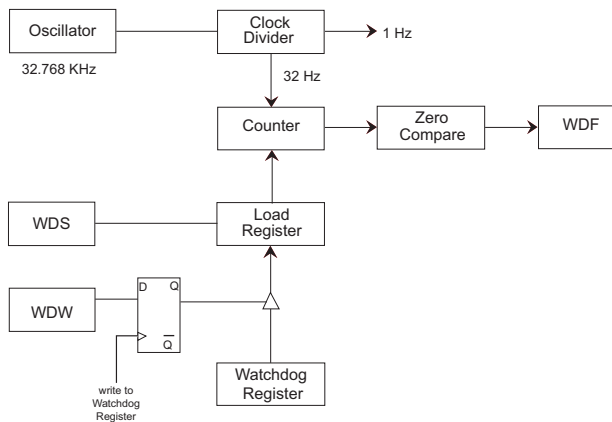 Oscillator
32.768 KHz
Clock
Divider
1 Hz
32 Hz
Counter
Zero
Compare
WDF
WDS
Load
Register
WDW
D
Q
Q
write to
Watchdog
Register
Watchdog
Register